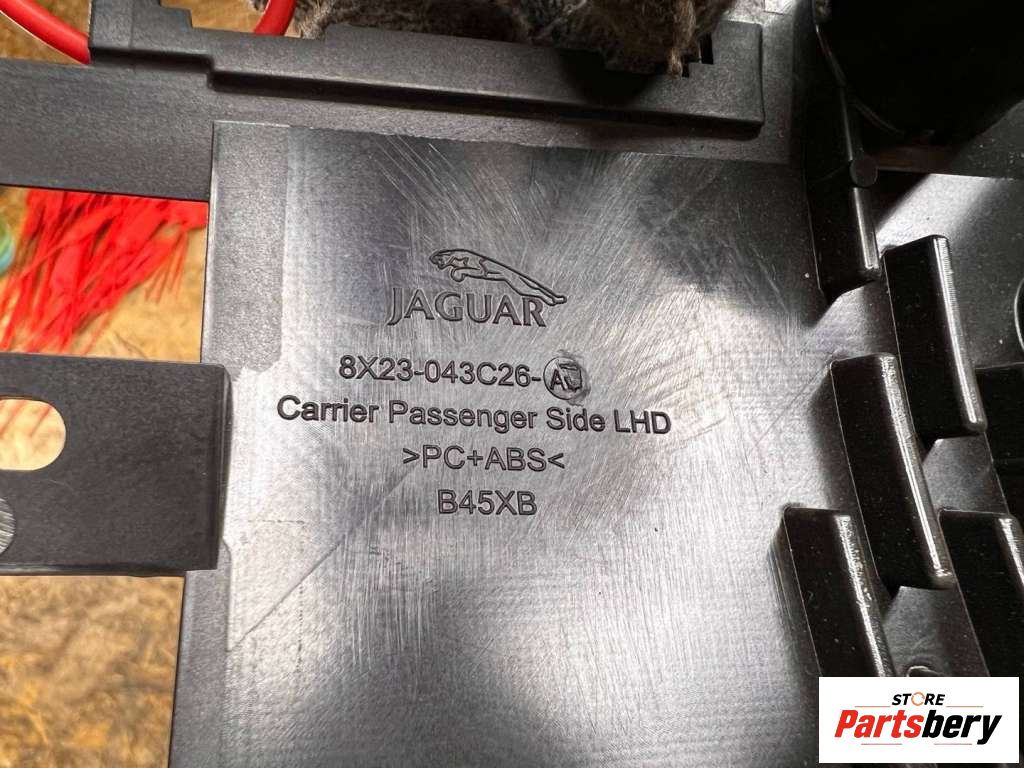 JAGUAR
8X23-043C26-A
Carrier Passenger Side LHD
>PC+ABS<
B45XB
STORE
Partsbery